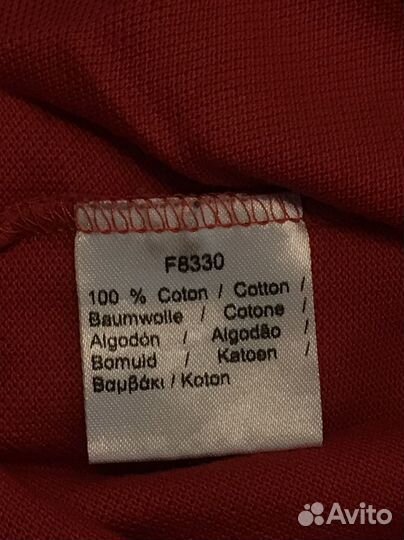 F8330
100 % Coton / Cotton /
Baumwolle / Cotone /
Algodón / Algodão /
Bomuld / Katoen /
Βαμβάκι / Koton
Avito